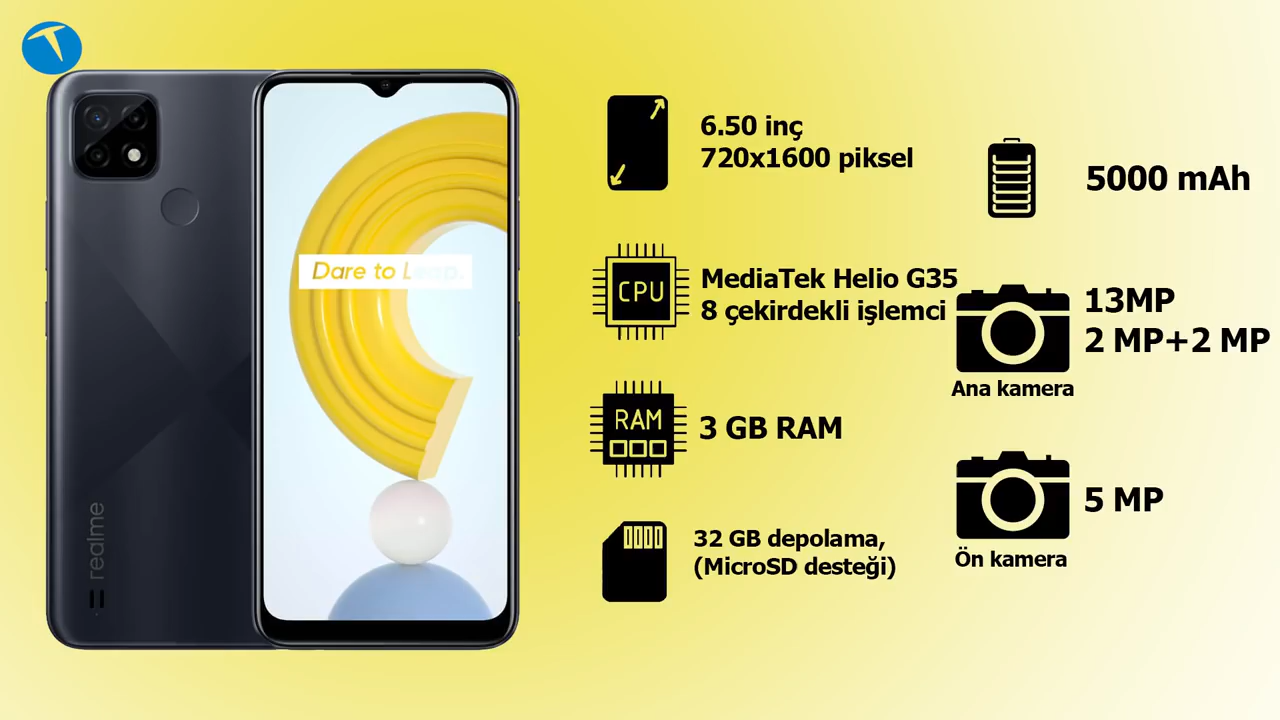 Dare to
6.50 inç
720x1600 piksel
CPU
MediaTek Helio G35
8 çekirdekli işlemci
RAM
3 GB RAM
32 GB depolama,
(MicroSD desteği)
5000 mAh
13MP
2 MP+2 MP
Ana kamera
5 MP
Ön kamera
realme